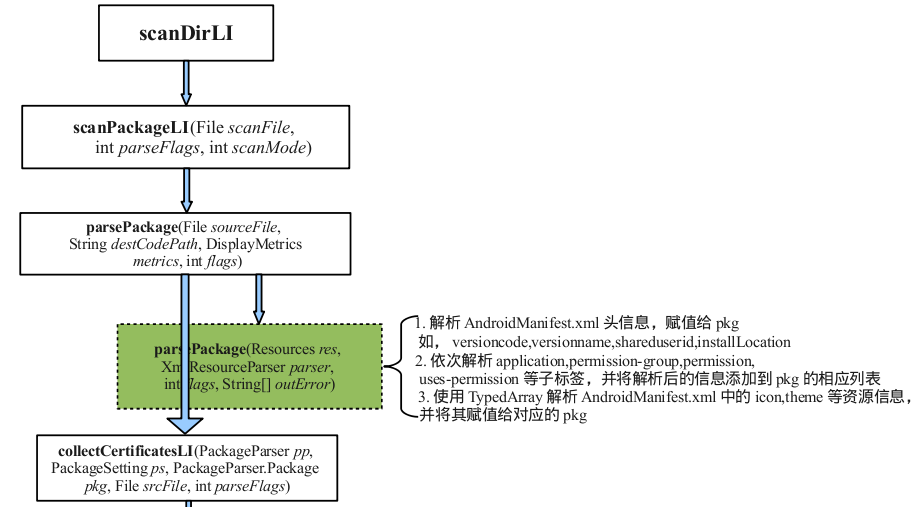 scanDirLI
scanPackageLI(File scanFile,
int parseFlags, int scanMode)
parsePackage(File sourceFile,
String destCodePath, DisplayMetrics
metrics, int flags)
parsePackage(Resources res,
XmlResourceParser parser,
int flags, String[] outError)
1. 解析 AndroidManifest.xml 头信息，赋值给 pkg
如， versioncode,versionname,shareduserid,installLocation
2. 依次解析 application,permission-group,permission,
uses-permission 等子标签，并将解析后的信息添加到 pkg 的相应列表
3. 使用 TypedArray 解析 AndroidManifest.xml 中的 icon,theme 等资源信息，
并将其赋值给对应的 pkg
collectCertificatesLI(PackageParser pp,
PackageSetting ps, PackageParser.Package
pkg, File srcFile, int parseFlags)